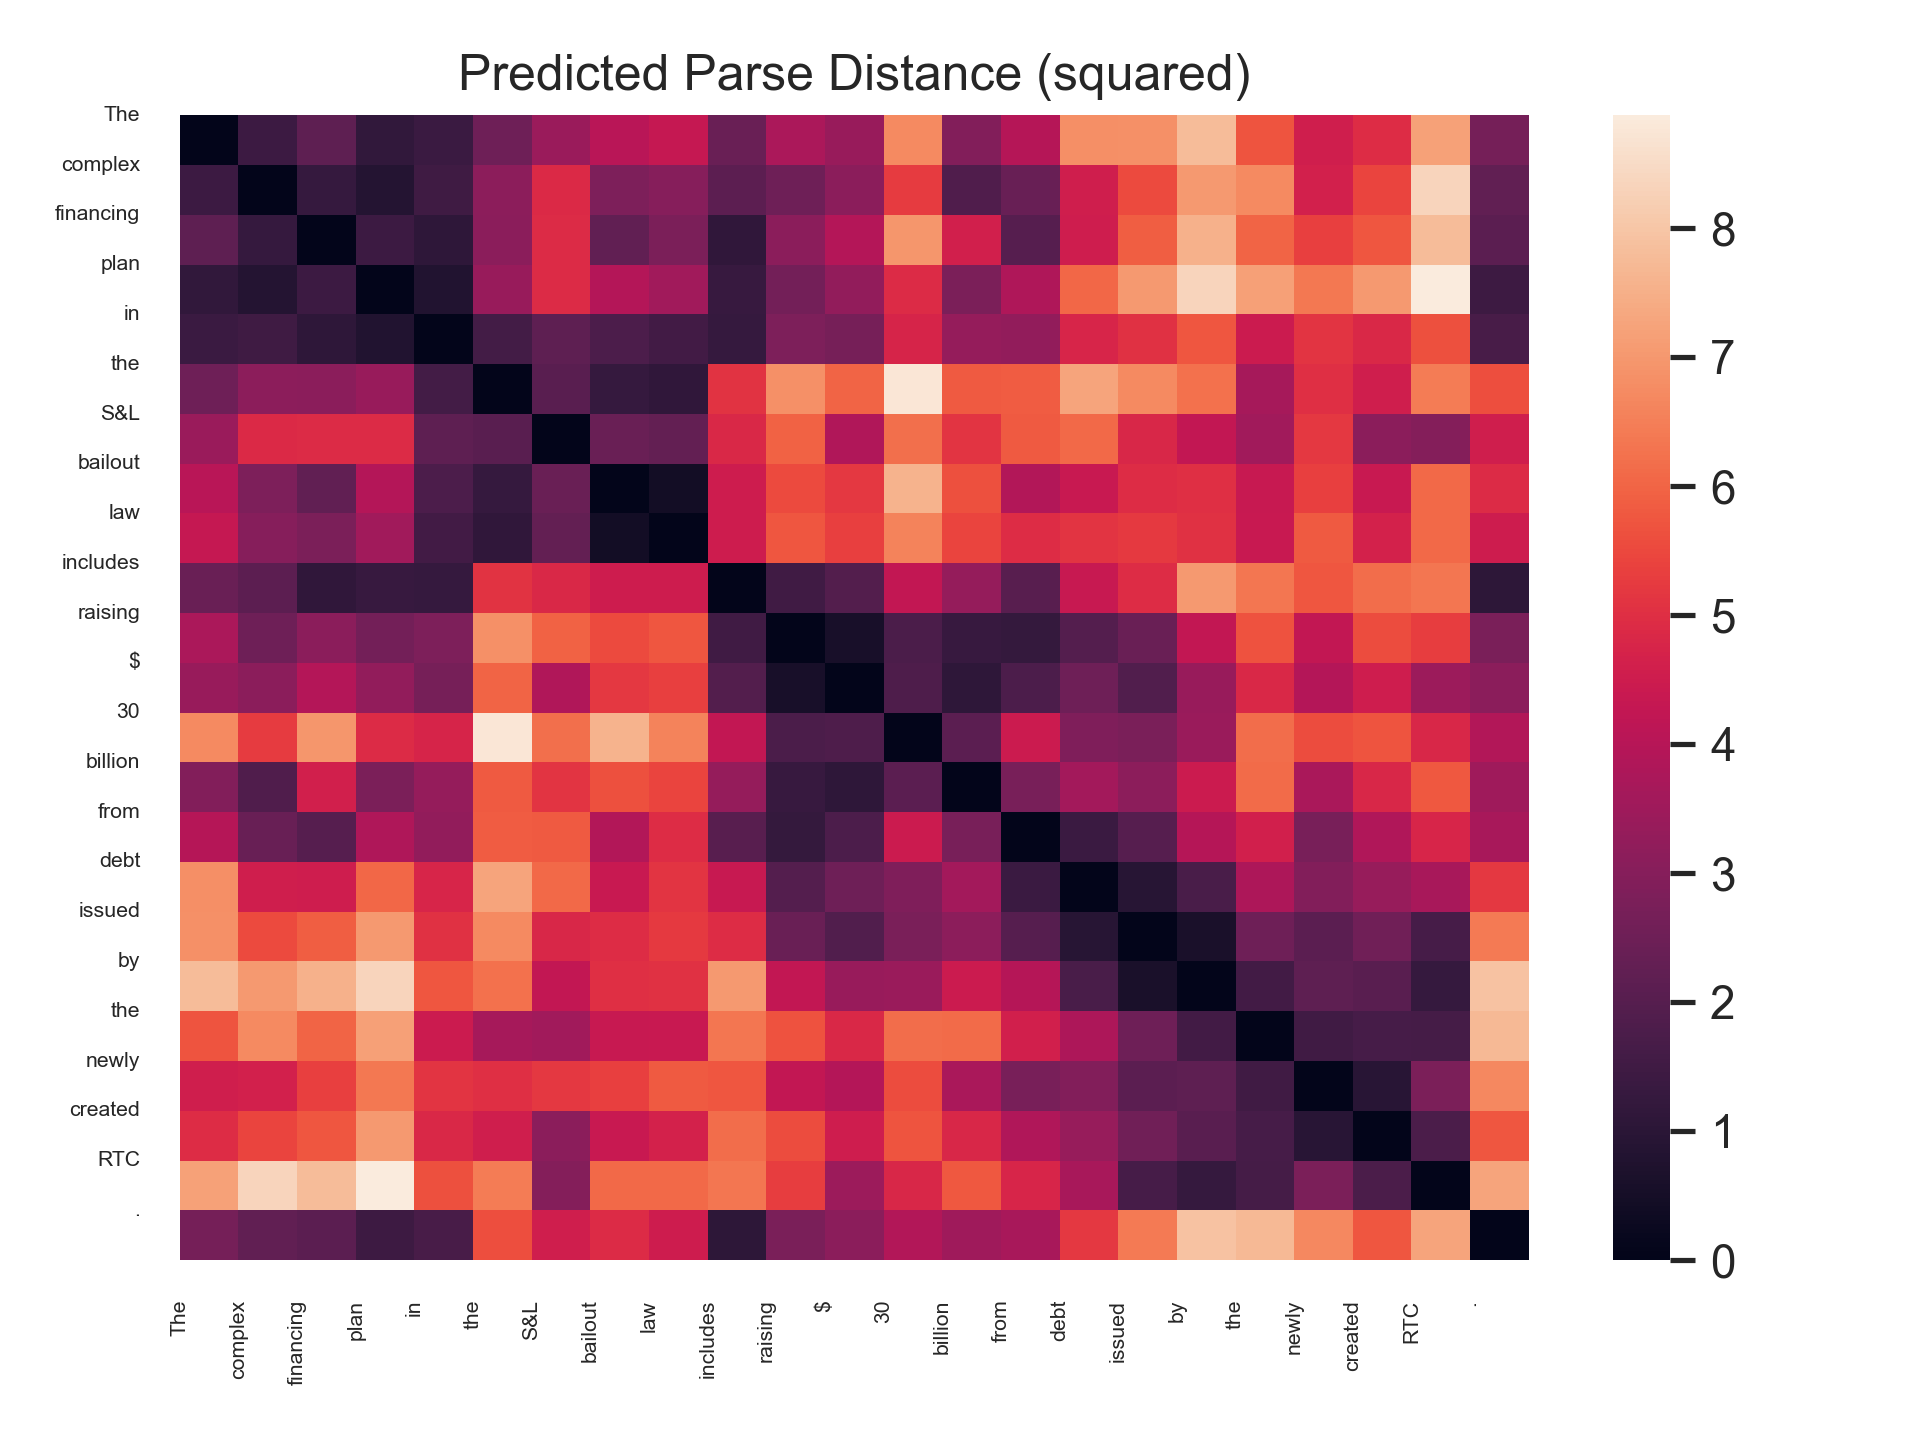 Predicted Parse Distance (squared)
The
complex
financing
plan
in
the
S&L
bailout
law
includes
raising
$
30
billion
from
debt
issued
by
the
newly
created
RTC
.
8
7
6
5
4
3
2
1
0
The
complex
financing
plan
in
the
S&L
bailout
law
includes
raising
$
30
billion
from
debt
issued
by
the
newly
created
RTC
.